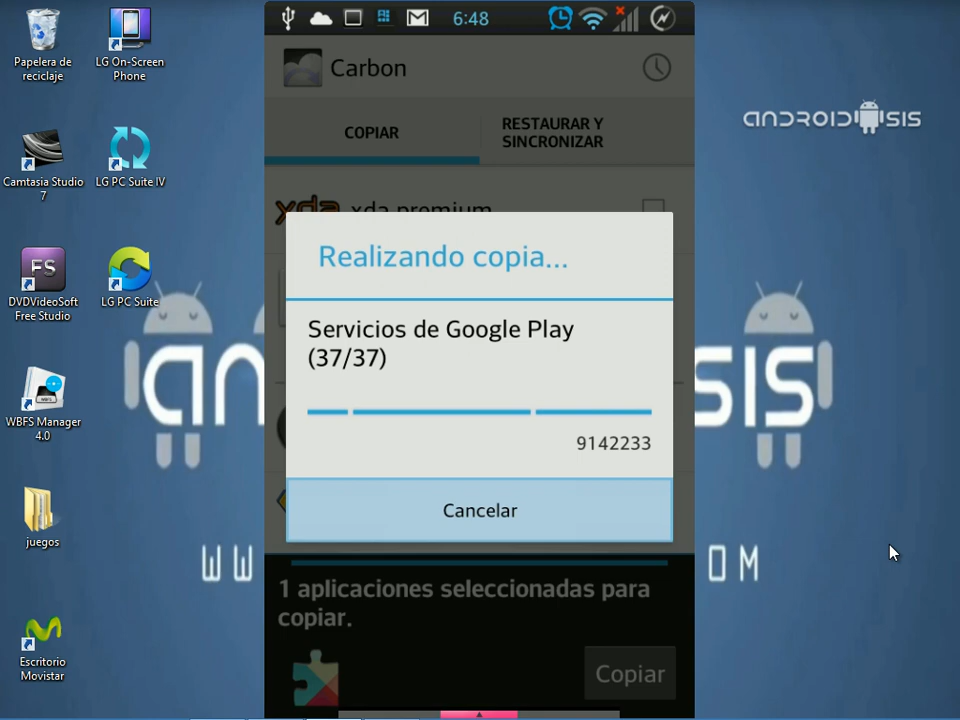 6:48
Papelera de
reciclaje
LG On-Screen
Phone
Carbon
COPIAR
RESTAURAR Y
SINCRONIZAR
ANDROIDSIS
Camtasia Studio
7
LG PC Suite IV
xda premium
Realizando copia...
Servicios de Google Play
(37/37)
9142233
Cancelar
FS
DVDVideoSoft
Free Studio
LG PC Suite
WBFS Manager
4.0
juegos
1 aplicaciones seleccionadas para
copiar.
Copiar
Escritorio
Movistar